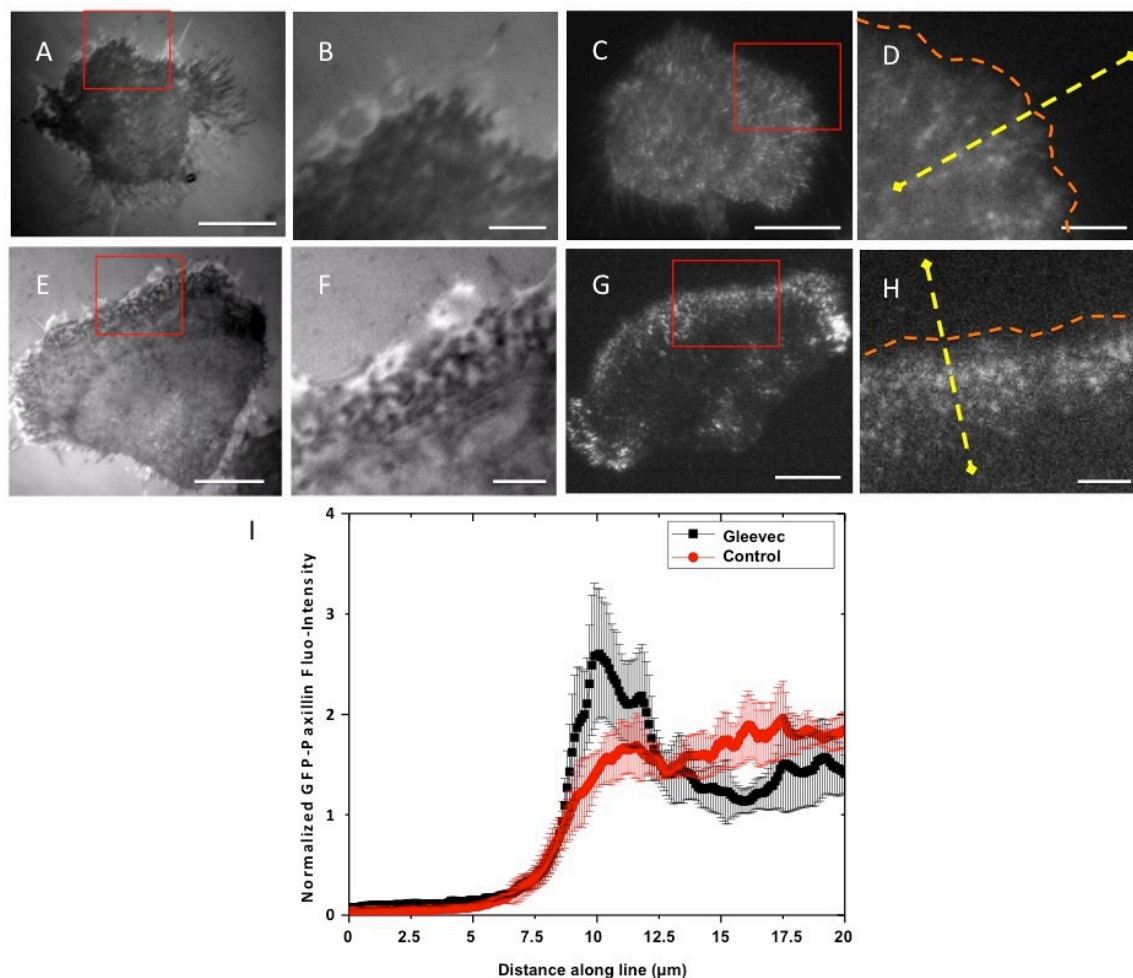 A
B
C
D
E
F
G
H
I
Normalized GFP-Paxillin Fluo-Intensity
4
3
2
1
0
Gleevec
Control
0
2.5
5
7.5
10
12.5
15
17.5
20
Distance along line (µm)